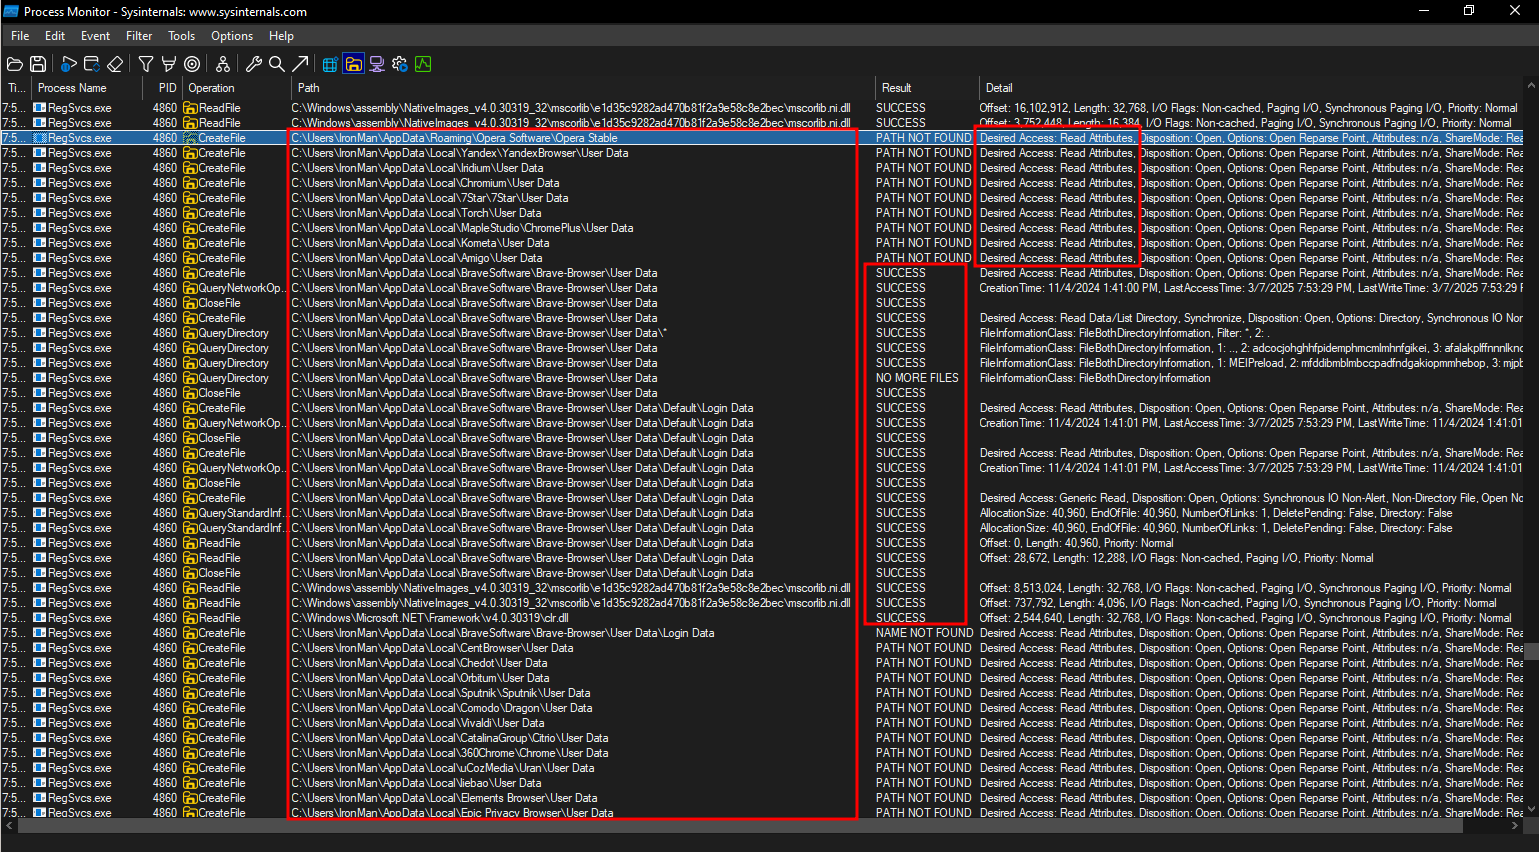 Process Monitor - Sysinternals: www.sysinternals.com
File Edit Event Filter Tools Options Help
Ti... Process Name PID Operation Path Result Detail
7:5... RegSvcs.exe 4860 ReadFile C:\Windows\assembly\NativeImages_v4.0.30319_32\mscorlib\e1d35c9282ad470b81f2a9e58c8e2bec\mscorlib.ni.dll SUCCESS Offset: 16,102,912, Length: 32,768, I/O Flags: Non-cached, Paging I/O, Synchronous Paging I/O, Priority: Normal
7:5... RegSvcs.exe 4860 ReadFile C:\Windows\assembly\NativeImages_v4.0.30319_32\mscorlib\e1d35c9282ad470b81f2a9e58c8e2bec\mscorlib.ni.dll SUCCESS Offset: 3,752,448, Length: 16,384, I/O Flags: Non-cached, Paging I/O, Synchronous Paging I/O, Priority: Normal
7:5... RegSvcs.exe 4860 CreateFile C:\Users\IronMan\AppData\Roaming\Opera Software\Opera Stable PATH NOT FOUND Desired Access: Read Attributes, Disposition: Open, Options: Open Reparse Point, Attributes: n/a, ShareMode: Rea
7:5... RegSvcs.exe 4860 CreateFile C:\Users\IronMan\AppData\Local\Yandex\YandexBrowser\User Data PATH NOT FOUND Desired Access: Read Attributes, Disposition: Open, Options: Open Reparse Point, Attributes: n/a, ShareMode: Rea
7:5... RegSvcs.exe 4860 CreateFile C:\Users\IronMan\AppData\Local\Iridium\User Data PATH NOT FOUND Desired Access: Read Attributes, Disposition: Open, Options: Open Reparse Point, Attributes: n/a, ShareMode: Rea
7:5... RegSvcs.exe 4860 CreateFile C:\Users\IronMan\AppData\Local\Chromium\User Data PATH NOT FOUND Desired Access: Read Attributes, Disposition: Open, Options: Open Reparse Point, Attributes: n/a, ShareMode: Rea
7:5... RegSvcs.exe 4860 CreateFile C:\Users\IronMan\AppData\Local\7Star\7Star\User Data PATH NOT FOUND Desired Access: Read Attributes, Disposition: Open, Options: Open Reparse Point, Attributes: n/a, ShareMode: Rea
7:5... RegSvcs.exe 4860 CreateFile C:\Users\IronMan\AppData\Local\Torch\User Data PATH NOT FOUND Desired Access: Read Attributes, Disposition: Open, Options: Open Reparse Point, Attributes: n/a, ShareMode: Rea
7:5... RegSvcs.exe 4860 CreateFile C:\Users\IronMan\AppData\Local\MapleStudio\ChromePlus\User Data PATH NOT FOUND Desired Access: Read Attributes, Disposition: Open, Options: Open Reparse Point, Attributes: n/a, ShareMode: Rea
7:5... RegSvcs.exe 4860 CreateFile C:\Users\IronMan\AppData\Local\Kometa\User Data PATH NOT FOUND Desired Access: Read Attributes, Disposition: Open, Options: Open Reparse Point, Attributes: n/a, ShareMode: Rea
7:5... RegSvcs.exe 4860 CreateFile C:\Users\IronMan\AppData\Local\Amigo\User Data PATH NOT FOUND Desired Access: Read Attributes, Disposition: Open, Options: Open Reparse Point, Attributes: n/a, ShareMode: Rea
7:5... RegSvcs.exe 4860 CreateFile C:\Users\IronMan\AppData\Local\BraveSoftware\Brave-Browser\User Data SUCCESS Desired Access: Read Attributes, Disposition: Open, Options: Open Reparse Point, Attributes: n/a, ShareMode: Rea
7:5... RegSvcs.exe 4860 QueryNetworkOp... C:\Users\IronMan\AppData\Local\BraveSoftware\Brave-Browser\User Data SUCCESS CreationTime: 11/4/2024 1:41:00 PM, LastAccessTime: 3/7/2025 7:53:29 PM, LastWriteTime: 3/7/2025 7:53:29 F
7:5... RegSvcs.exe 4860 CloseFile C:\Users\IronMan\AppData\Local\BraveSoftware\Brave-Browser\User Data SUCCESS
7:5... RegSvcs.exe 4860 CreateFile C:\Users\IronMan\AppData\Local\BraveSoftware\Brave-Browser\User Data SUCCESS Desired Access: Read Data/List Directory, Synchronize, Disposition: Open, Options: Directory, Synchronous IO Non
7:5... RegSvcs.exe 4860 QueryDirectory C:\Users\IronMan\AppData\Local\BraveSoftware\Brave-Browser\User Data\* SUCCESS FileInformationClass: FileBothDirectoryInformation, Filter: *, 2: .
7:5... RegSvcs.exe 4860 QueryDirectory C:\Users\IronMan\AppData\Local\BraveSoftware\Brave-Browser\User Data SUCCESS FileInformationClass: FileBothDirectoryInformation, 1: .., 2: adcocjohghhfpidemphmcmlmhnfgikei, 3: afalakplffnnnlknc
7:5... RegSvcs.exe 4860 QueryDirectory C:\Users\IronMan\AppData\Local\BraveSoftware\Brave-Browser\User Data SUCCESS FileInformationClass: FileBothDirectoryInformation, 1: MEIPreload, 2: mfddibmblmbccpadfndgakiopmmhebop, 3: mjpb
7:5... RegSvcs.exe 4860 QueryDirectory C:\Users\IronMan\AppData\Local\BraveSoftware\Brave-Browser\User Data NO MORE FILES FileInformationClass: FileBothDirectoryInformation
7:5... RegSvcs.exe 4860 CloseFile C:\Users\IronMan\AppData\Local\BraveSoftware\Brave-Browser\User Data SUCCESS
7:5... RegSvcs.exe 4860 CreateFile C:\Users\IronMan\AppData\Local\BraveSoftware\Brave-Browser\User Data\Default\Login Data SUCCESS Desired Access: Read Attributes, Disposition: Open, Options: Open Reparse Point, Attributes: n/a, ShareMode: Rea
7:5... RegSvcs.exe 4860 QueryNetworkOp... C:\Users\IronMan\AppData\Local\BraveSoftware\Brave-Browser\User Data\Default\Login Data SUCCESS CreationTime: 11/4/2024 1:41:01 PM, LastAccessTime: 3/7/2025 7:53:29 PM, LastWriteTime: 11/4/2024 1:41:01
7:5... RegSvcs.exe 4860 CloseFile C:\Users\IronMan\AppData\Local\BraveSoftware\Brave-Browser\User Data\Default\Login Data SUCCESS
7:5... RegSvcs.exe 4860 CreateFile C:\Users\IronMan\AppData\Local\BraveSoftware\Brave-Browser\User Data\Default\Login Data SUCCESS Desired Access: Read Attributes, Disposition: Open, Options: Open Reparse Point, Attributes: n/a, ShareMode: Rea
7:5... RegSvcs.exe 4860 QueryNetworkOp... C:\Users\IronMan\AppData\Local\BraveSoftware\Brave-Browser\User Data\Default\Login Data SUCCESS CreationTime: 11/4/2024 1:41:01 PM, LastAccessTime: 3/7/2025 7:53:29 PM, LastWriteTime: 11/4/2024 1:41:01
7:5... RegSvcs.exe 4860 CloseFile C:\Users\IronMan\AppData\Local\BraveSoftware\Brave-Browser\User Data\Default\Login Data SUCCESS
7:5... RegSvcs.exe 4860 CreateFile C:\Users\IronMan\AppData\Local\BraveSoftware\Brave-Browser\User Data\Default\Login Data SUCCESS Desired Access: Generic Read, Disposition: Open, Options: Synchronous IO Non-Alert, Non-Directory File, Open No
7:5... RegSvcs.exe 4860 QueryStandardInf... C:\Users\IronMan\AppData\Local\BraveSoftware\Brave-Browser\User Data\Default\Login Data SUCCESS AllocationSize: 40,960, EndOfFile: 40,960, NumberOfLinks: 1, DeletePending: False, Directory: False
7:5... RegSvcs.exe 4860 QueryStandardInf... C:\Users\IronMan\AppData\Local\BraveSoftware\Brave-Browser\User Data\Default\Login Data SUCCESS AllocationSize: 40,960, EndOfFile: 40,960, NumberOfLinks: 1, DeletePending: False, Directory: False
7:5... RegSvcs.exe 4860 ReadFile C:\Users\IronMan\AppData\Local\BraveSoftware\Brave-Browser\User Data\Default\Login Data SUCCESS Offset: 0, Length: 40,960, Priority: Normal
7:5... RegSvcs.exe 4860 ReadFile C:\Users\IronMan\AppData\Local\BraveSoftware\Brave-Browser\User Data\Default\Login Data SUCCESS Offset: 28,672, Length: 12,288, I/O Flags: Non-cached, Paging I/O, Priority: Normal
7:5... RegSvcs.exe 4860 CloseFile C:\Users\IronMan\AppData\Local\BraveSoftware\Brave-Browser\User Data\Default\Login Data SUCCESS
7:5... RegSvcs.exe 4860 ReadFile C:\Windows\assembly\NativeImages_v4.0.30319_32\mscorlib\e1d35c9282ad470b81f2a9e58c8e2bec\mscorlib.ni.dll SUCCESS Offset: 8,513,024, Length: 32,768, I/O Flags: Non-cached, Paging I/O, Synchronous Paging I/O, Priority: Normal
7:5... RegSvcs.exe 4860 ReadFile C:\Windows\assembly\NativeImages_v4.0.30319_32\mscorlib\e1d35c9282ad470b81f2a9e58c8e2bec\mscorlib.ni.dll SUCCESS Offset: 737,792, Length: 4,096, I/O Flags: Non-cached, Paging I/O, Synchronous Paging I/O, Priority: Normal
7:5... RegSvcs.exe 4860 ReadFile C:\Windows\Microsoft.NET\Framework\v4.0.30319\clr.dll SUCCESS Offset: 2,544,640, Length: 32,768, I/O Flags: Non-cached, Paging I/O, Synchronous Paging I/O, Priority: Normal
7:5... RegSvcs.exe 4860 CreateFile C:\Users\IronMan\AppData\Local\BraveSoftware\Brave-Browser\User Data\Login Data NAME NOT FOUND Desired Access: Read Attributes, Disposition: Open, Options: Open Reparse Point, Attributes: n/a, ShareMode: Rea
7:5... RegSvcs.exe 4860 CreateFile C:\Users\IronMan\AppData\Local\CentBrowser\User Data PATH NOT FOUND Desired Access: Read Attributes, Disposition: Open, Options: Open Reparse Point, Attributes: n/a, ShareMode: Rea
7:5... RegSvcs.exe 4860 CreateFile C:\Users\IronMan\AppData\Local\Chedot\User Data PATH NOT FOUND Desired Access: Read Attributes, Disposition: Open, Options: Open Reparse Point, Attributes: n/a, ShareMode: Rea
7:5... RegSvcs.exe 4860 CreateFile C:\Users\IronMan\AppData\Local\Orbitum\User Data PATH NOT FOUND Desired Access: Read Attributes, Disposition: Open, Options: Open Reparse Point, Attributes: n/a, ShareMode: Rea
7:5... RegSvcs.exe 4860 CreateFile C:\Users\IronMan\AppData\Local\Sputnik\Sputnik\User Data PATH NOT FOUND Desired Access: Read Attributes, Disposition: Open, Options: Open Reparse Point, Attributes: n/a, ShareMode: Rea
7:5... RegSvcs.exe 4860 CreateFile C:\Users\IronMan\AppData\Local\Comodo\Dragon\User Data PATH NOT FOUND Desired Access: Read Attributes, Disposition: Open, Options: Open Reparse Point, Attributes: n/a, ShareMode: Rea
7:5... RegSvcs.exe 4860 CreateFile C:\Users\IronMan\AppData\Local\Vivaldi\User Data PATH NOT FOUND Desired Access: Read Attributes, Disposition: Open, Options: Open Reparse Point, Attributes: n/a, ShareMode: Rea
7:5... RegSvcs.exe 4860 CreateFile C:\Users\IronMan\AppData\Local\CatalinaGroup\Citrio\User Data PATH NOT FOUND Desired Access: Read Attributes, Disposition: Open, Options: Open Reparse Point, Attributes: n/a, ShareMode: Rea
7:5... RegSvcs.exe 4860 CreateFile C:\Users\IronMan\AppData\Local\360Chrome\Chrome\User Data PATH NOT FOUND Desired Access: Read Attributes, Disposition: Open, Options: Open Reparse Point, Attributes: n/a, ShareMode: Rea
7:5... RegSvcs.exe 4860 CreateFile C:\Users\IronMan\AppData\Local\uCozMedia\Uran\User Data PATH NOT FOUND Desired Access: Read Attributes, Disposition: Open, Options: Open Reparse Point, Attributes: n/a, ShareMode: Rea
7:5... RegSvcs.exe 4860 CreateFile C:\Users\IronMan\AppData\Local\liebao\User Data PATH NOT FOUND Desired Access: Read Attributes, Disposition: Open, Options: Open Reparse Point, Attributes: n/a, ShareMode: Rea
7:5... RegSvcs.exe 4860 CreateFile C:\Users\IronMan\AppData\Local\Elements Browser\User Data PATH NOT FOUND Desired Access: Read Attributes, Disposition: Open, Options: Open Reparse Point, Attributes: n/a, ShareMode: Rea
7:5... RegSvcs.exe 4860 CreateFile C:\Users\IronMan\AppData\Local\Epic Privacy Browser\User Data PATH NOT FOUND Desired Access: Read Attributes, Disposition: Open, Options: Open Reparse Point, Attributes: n/a, ShareMode: Rea